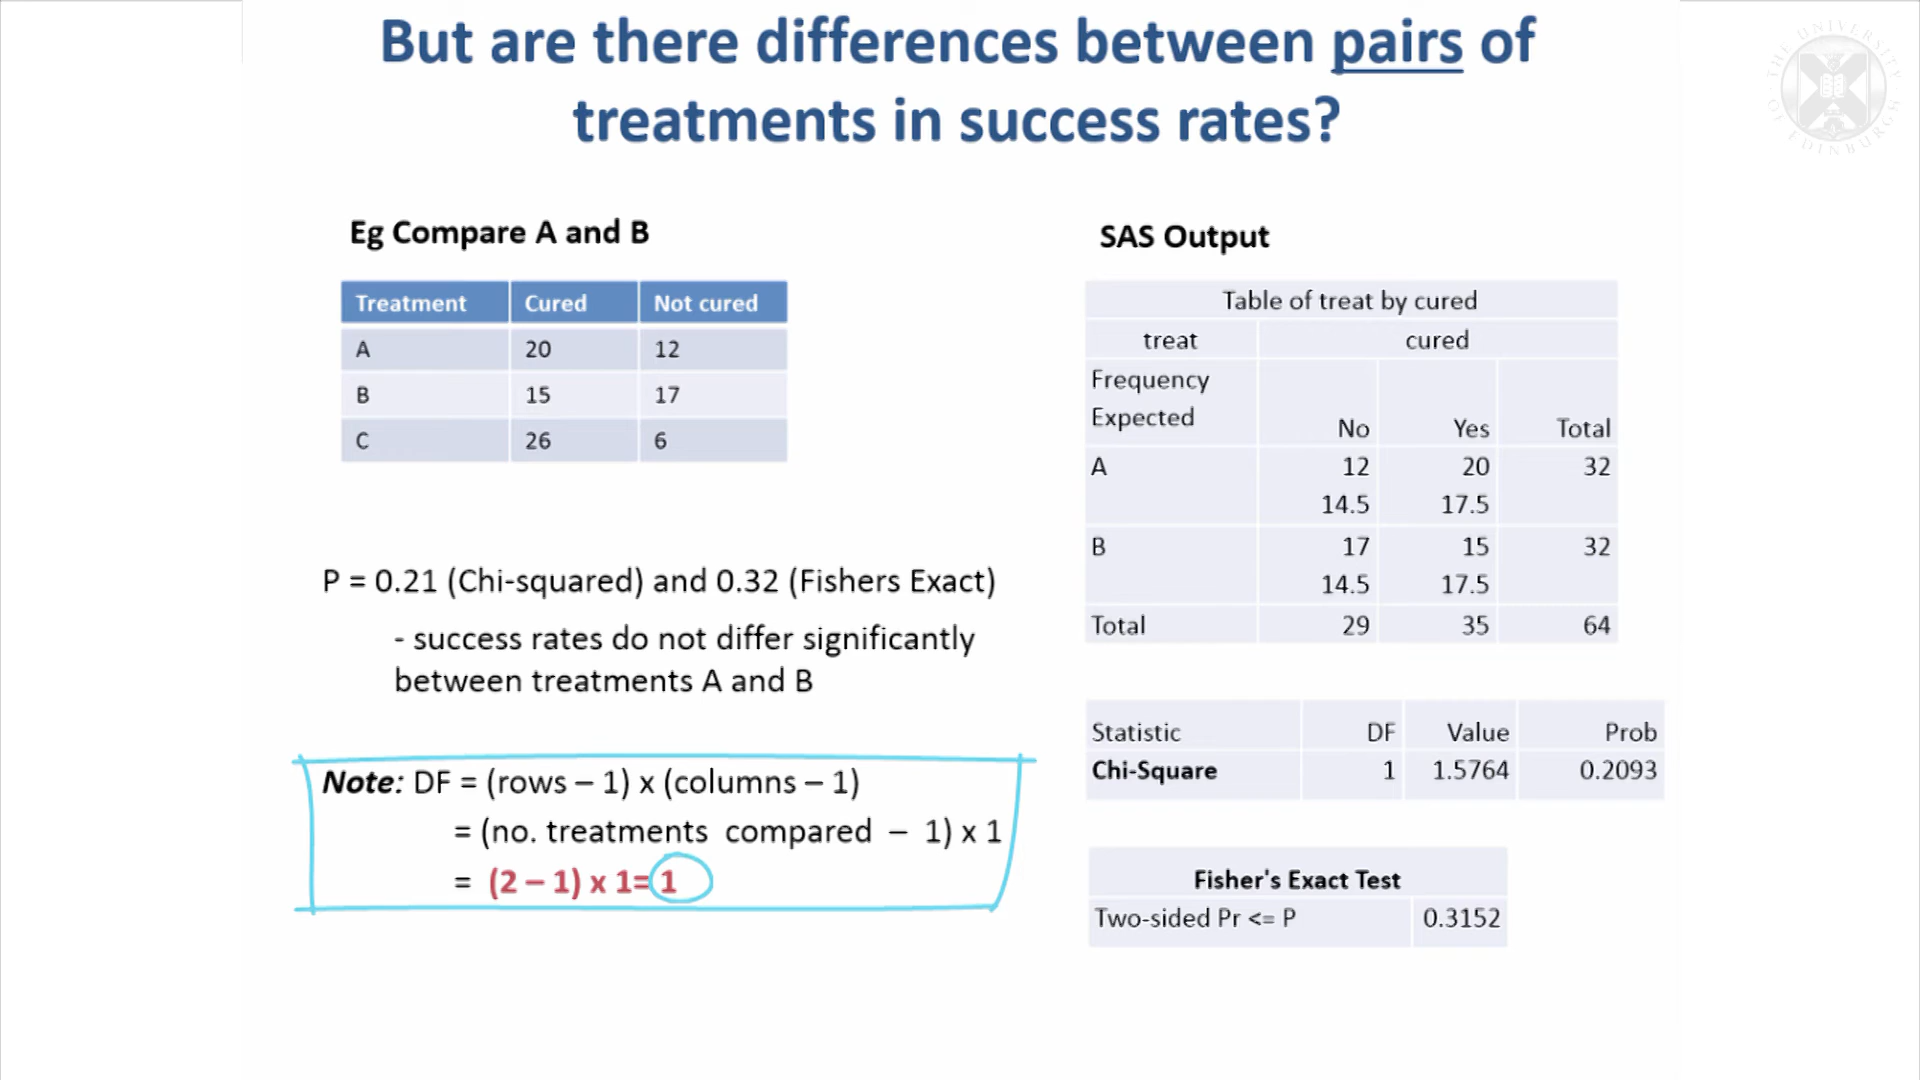 But are there differences between pairs of
treatments in success rates?
THE UNIVERSITY OF EDINBURGH
Eg Compare A and B
Treatment Cured Not cured
A 20 12
B 15 17
C 26 6
P = 0.21 (Chi-squared) and 0.32 (Fishers Exact)
- success rates do not differ significantly
between treatments A and B
Note: DF = (rows – 1) x (columns – 1)
= (no. treatments compared – 1) x 1
= (2 – 1) x 1= 1
SAS Output
Table of treat by cured
treat cured
Frequency
Expected
No Yes Total
A 12 20 32
14.5 17.5
B 17 15 32
14.5 17.5
Total 29 35 64
Statistic DF Value Prob
Chi-Square 1 1.5764 0.2093
Fisher's Exact Test
Two-sided Pr <= P 0.3152